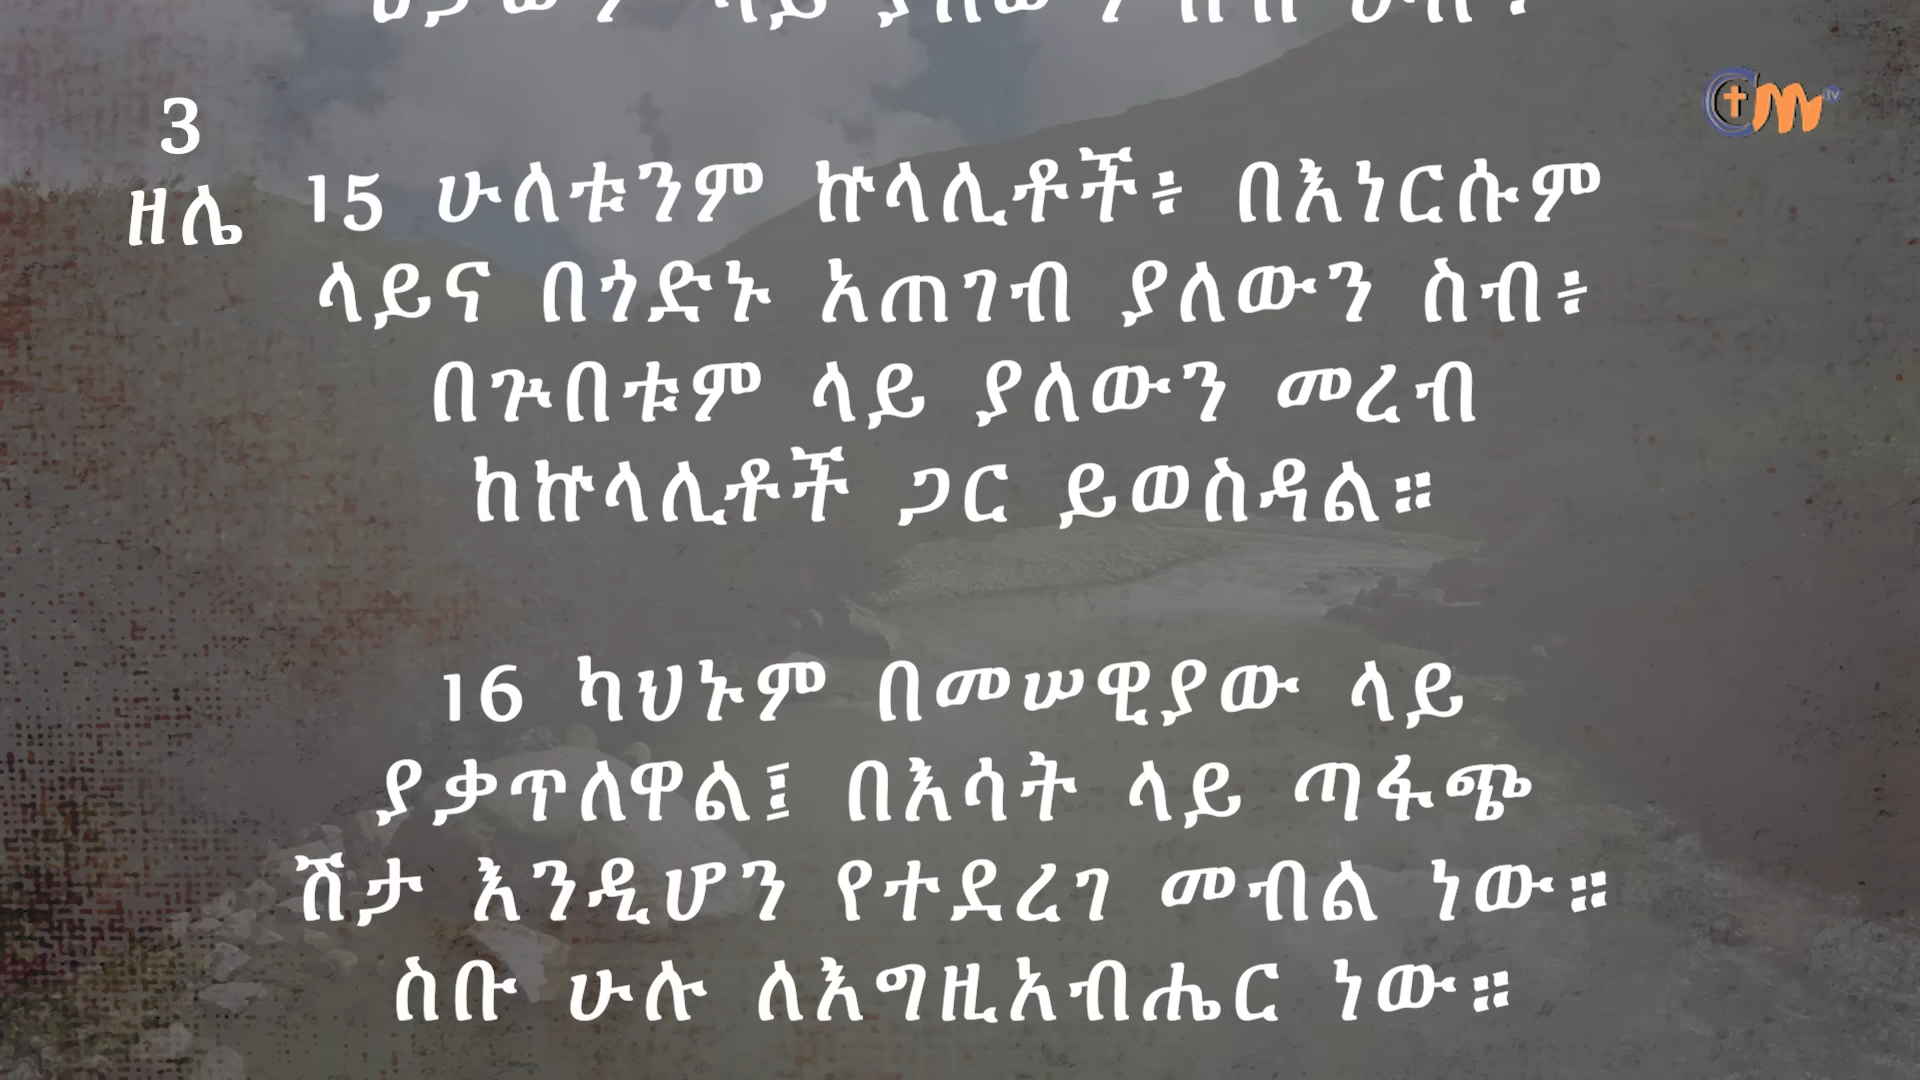 3
ዘሌ
15 ሁለቱንም ኵላሊቶች፥ በእነርሱም
ላይና በጎድኑ አጠገብ ያለውን ስብ፥
በጕበቱም ላይ ያለውን መረብ
ከኵላሊቶች ጋር ይወስዳል።
16 ካህኑም በመሠዊያው ላይ
ያቃጥለዋል፤ በእሳት ላይ ጣፋጭ
ሽታ እንዲሆን የተደረገ መብል ነው።
ስቡ ሁሉ ለእግዚአብሔር ነው።